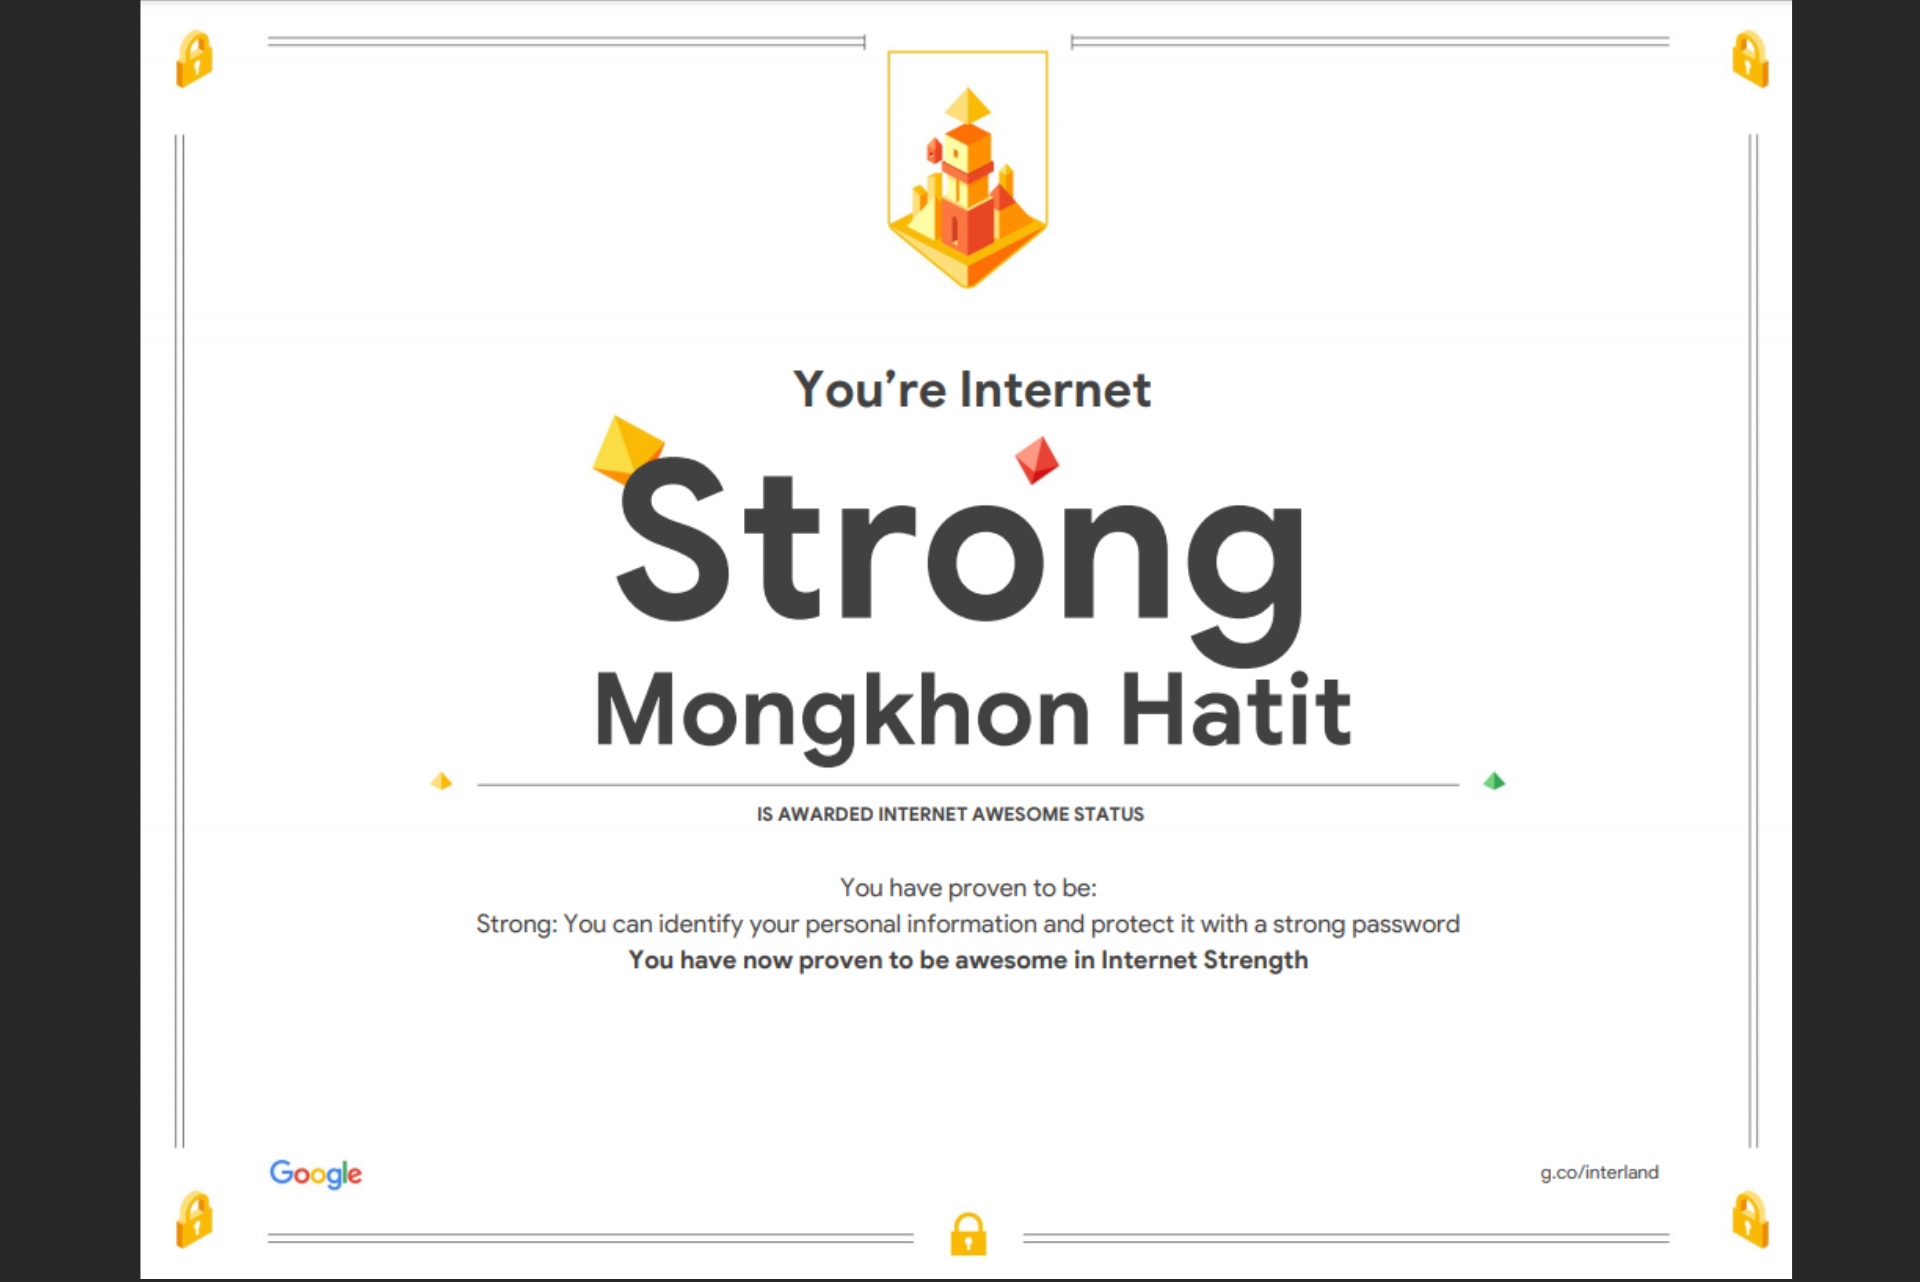 You’re Internet
Strong
Mongkhon Hatit
IS AWARDED INTERNET AWESOME STATUS
You have proven to be:
Strong: You can identify your personal information and protect it with a strong password
You have now proven to be awesome in Internet Strength
Google
g.co/interland